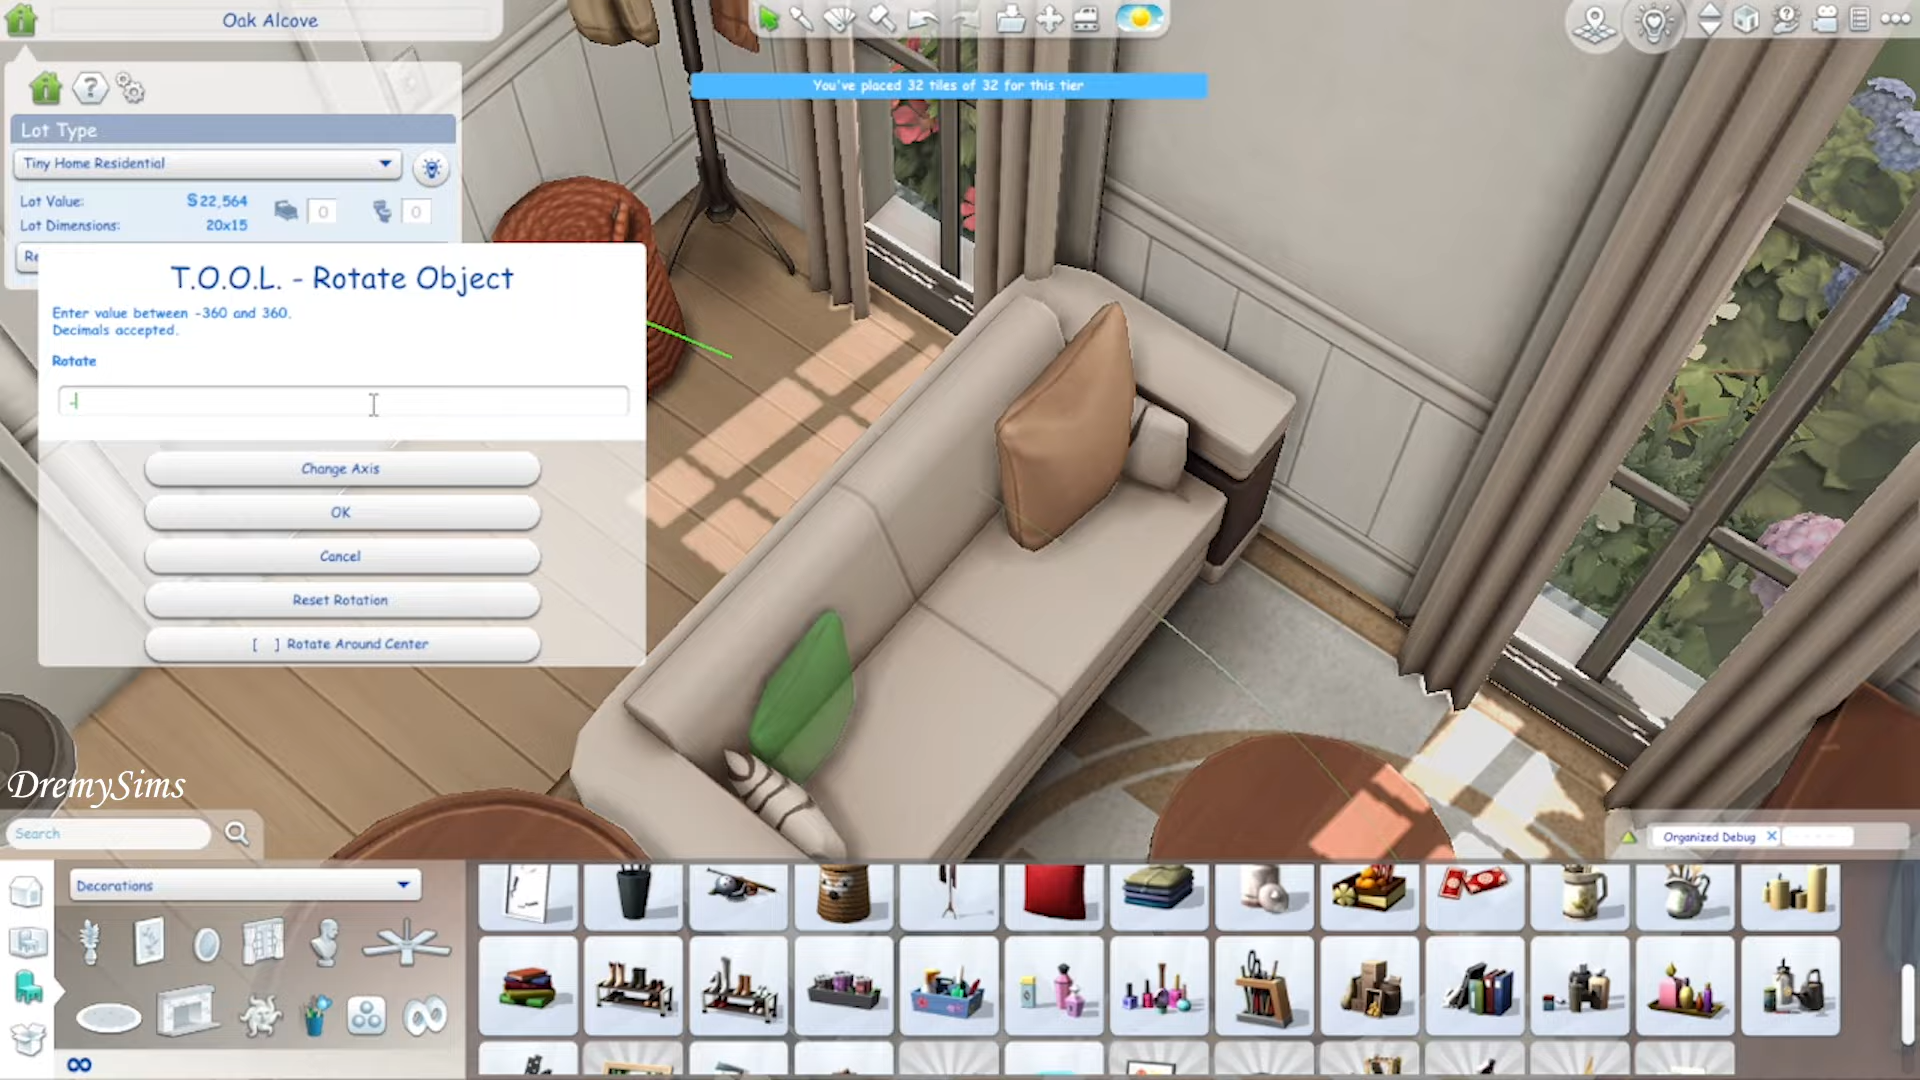 Oak Alcove
You've placed 32 tiles of 32 for this tier
Lot Type
Tiny Home Residential
Lot Value:
§22,564
0
0
Lot Dimensions:
20x15
Re
T.O.O.L. - Rotate Object
Enter value between -360 and 360.
Decimals accepted.
Rotate
-
Change Axis
OK
Cancel
Reset Rotation
[ ] Rotate Around Center
DremySims
Search
Organized Debug
Decorations